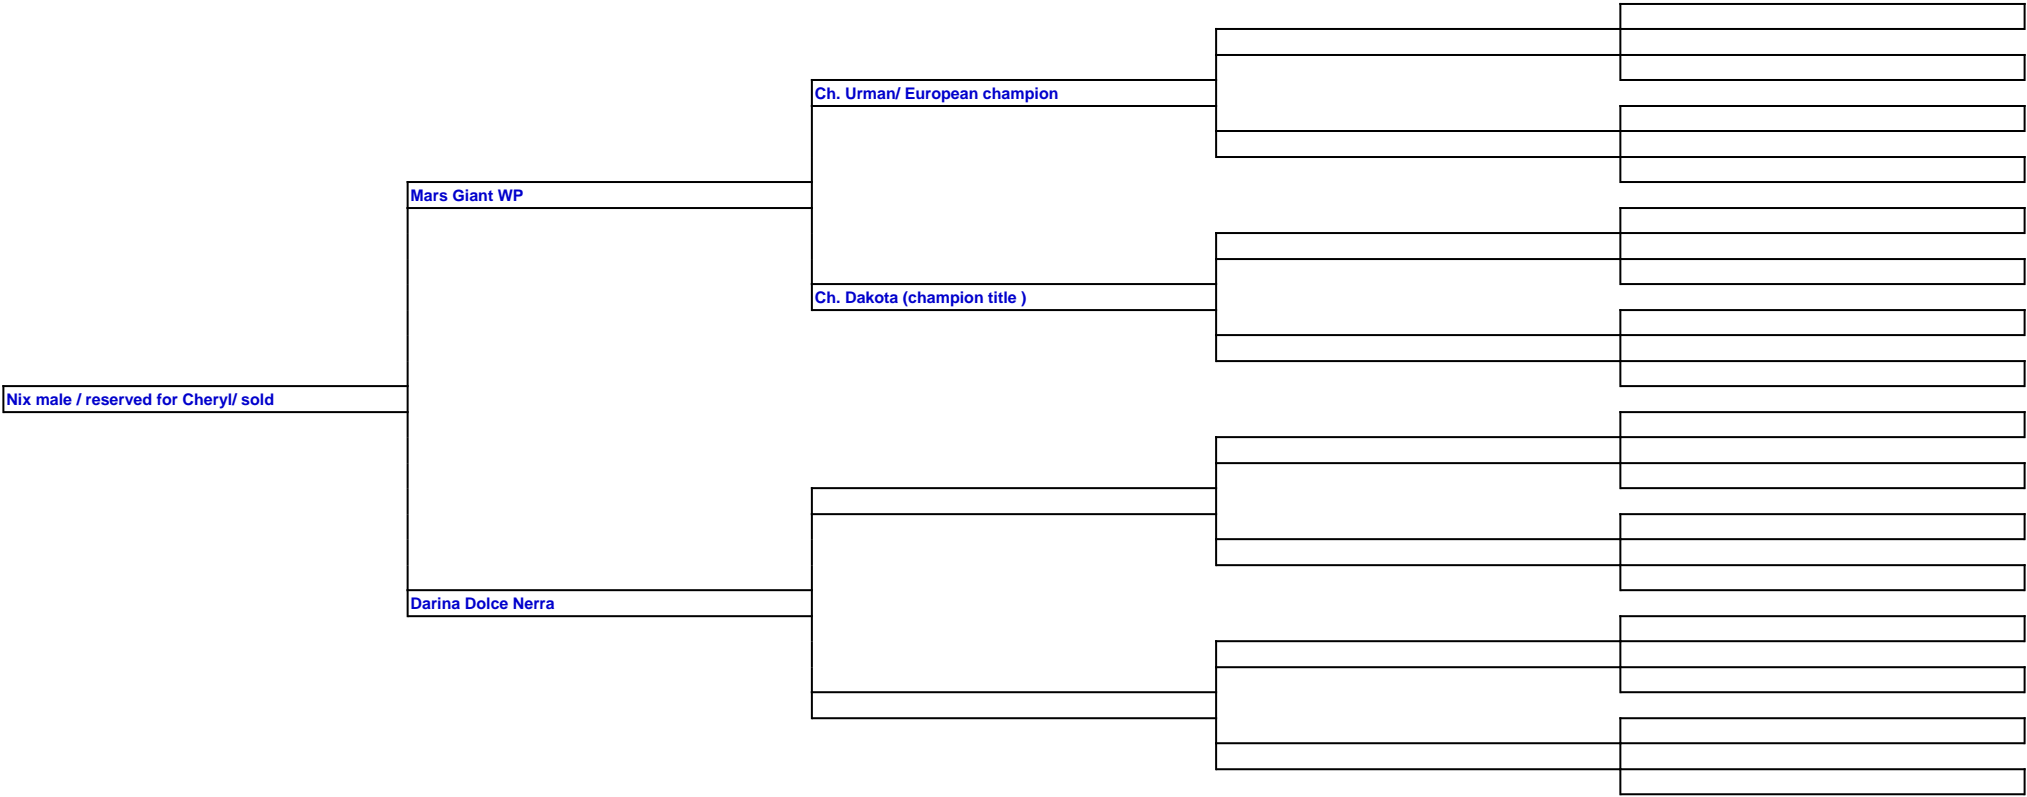 Ch. Urman/ European champion
Mars Giant WP
Ch. Dakota (champion title )
Nix male / reserved for Cheryl/ sold
Darina Dolce Nerra